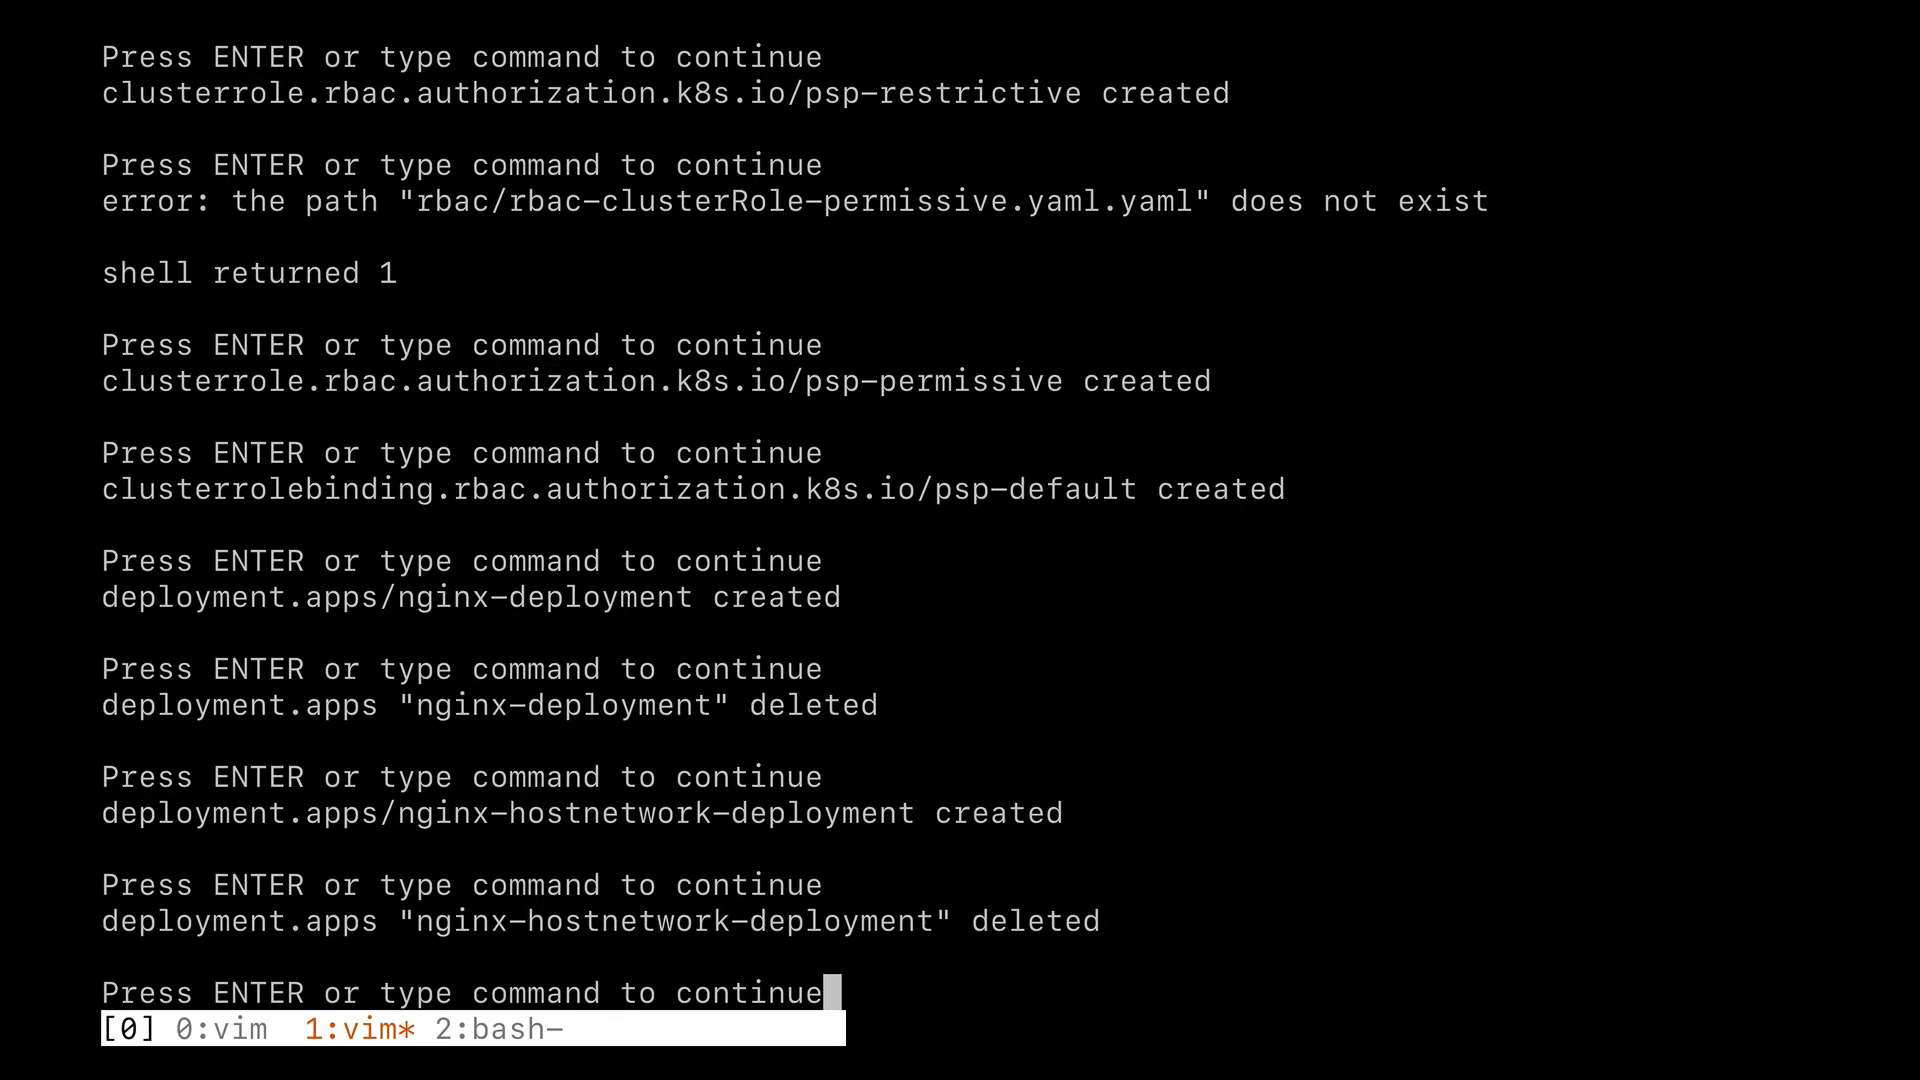 Press ENTER or type command to continue
clusterrole.rbac.authorization.k8s.io/psp-restrictive created
Press ENTER or type command to continue
error: the path "rbac/rbac-clusterRole-permissive.yaml.yaml" does not exist
shell returned 1
Press ENTER or type command to continue
clusterrole.rbac.authorization.k8s.io/psp-permissive created
Press ENTER or type command to continue
clusterrolebinding.rbac.authorization.k8s.io/psp-default created
Press ENTER or type command to continue
deployment.apps/nginx-deployment created
Press ENTER or type command to continue
deployment.apps "nginx-deployment" deleted
Press ENTER or type command to continue
deployment.apps/nginx-hostnetwork-deployment created
Press ENTER or type command to continue
deployment.apps "nginx-hostnetwork-deployment" deleted
Press ENTER or type command to continue
[0] 0:vim  1:vim* 2:bash-